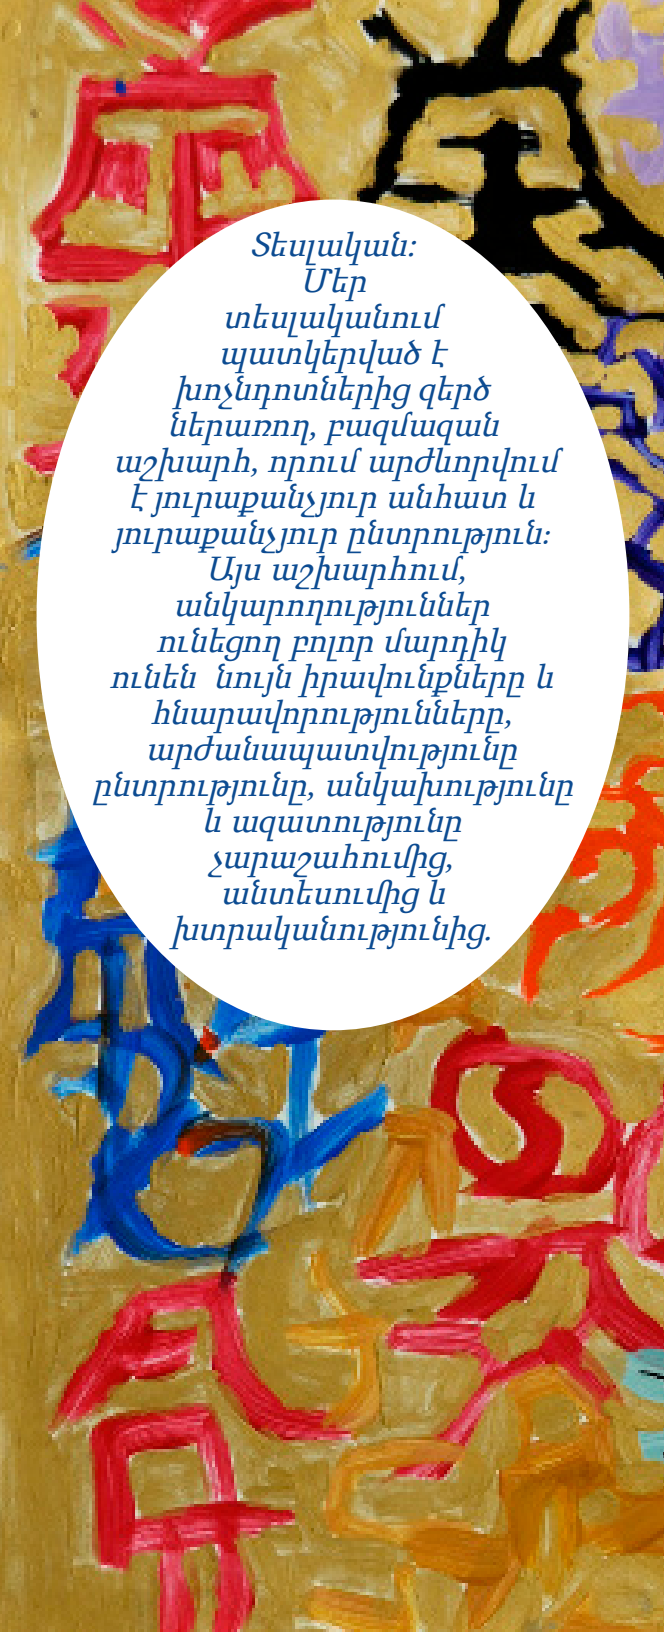 Տեսլական:
Մեր
տեսլականում
պատկերված է
խոչնդոտներից զերծ
ներառող, բազմազան
աշխարհ, որում արժևորվում
է յուրաքանչյուր անհատ և
յուրաքանչյուր ընտրություն։
Այս աշխարհում,
անկարողություններ
ունեցող բոլոր մարդիկ
ունեն  նույն իրավունքները և
հնարավորությունները,
արժանապատվությունը
ընտրությունը, անկախությունը
և ազատությունը
չարաշահումից,
անտեսումից և
խտրականությունից.